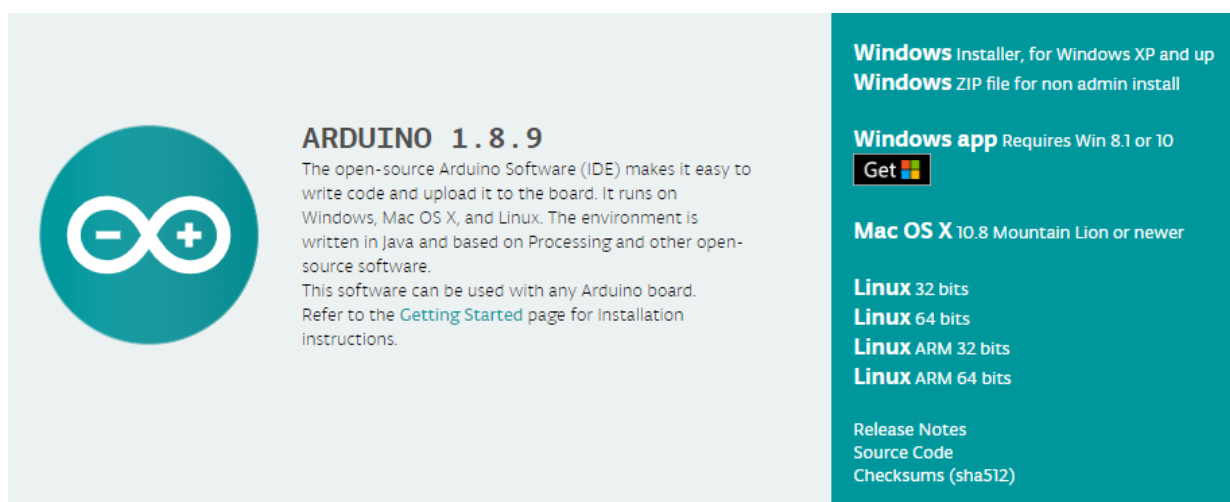 ARDUINO 1.8.9
The open-source Arduino Software (IDE) makes it easy to
write code and upload it to the board. It runs on
Windows, Mac OS X, and Linux. The environment is
written in Java and based on Processing and other open-
source software.
This software can be used with any Arduino board.
Refer to the Getting Started page for Installation
instructions.
Windows Installer, for Windows XP and up
Windows ZIP file for non admin install
Windows app Requires Win 8.1 or 10
Get
Mac OS X 10.8 Mountain Lion or newer
Linux 32 bits
Linux 64 bits
Linux ARM 32 bits
Linux ARM 64 bits
Release Notes
Source Code
Checksums (sha512)